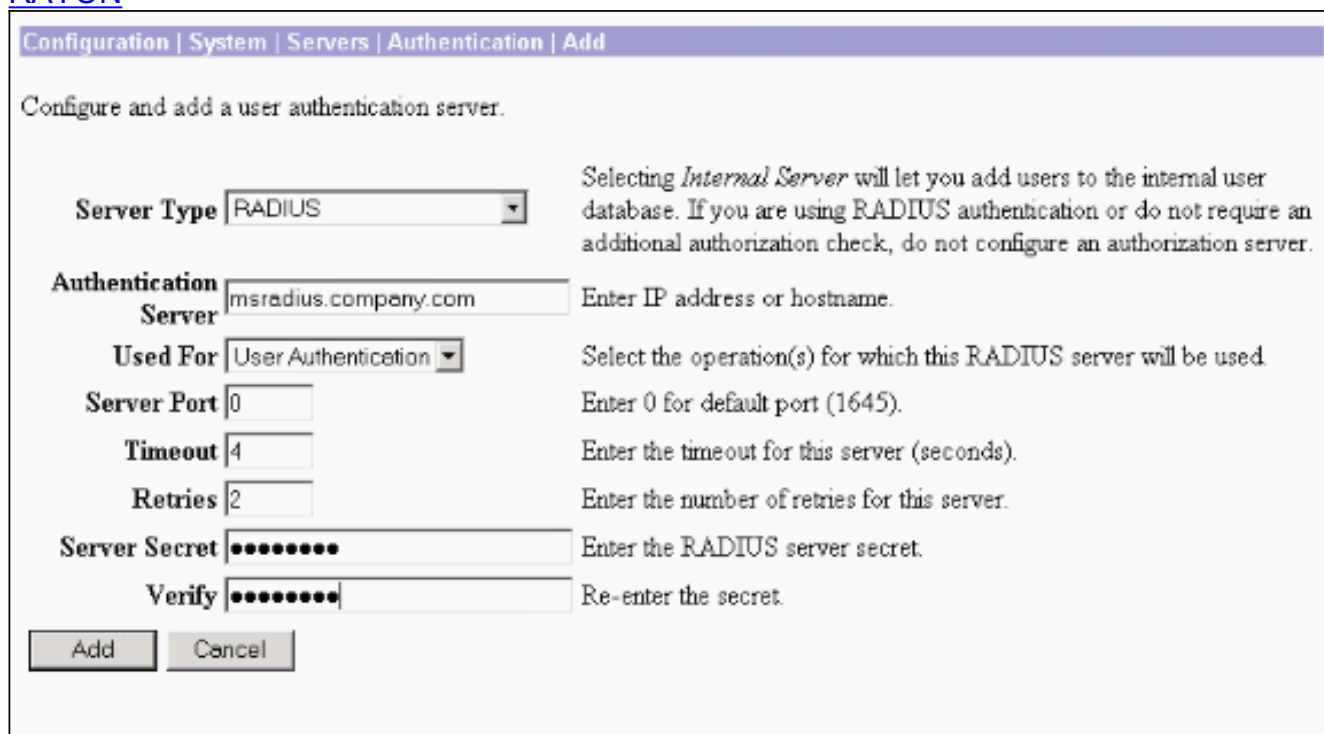 RAYON
Configuration | System | Servers | Authentication | Add
Configure and add a user authentication server.
Server Type RADIUS Selecting Internal Server will let you add users to the internal user
database. If you are using RADIUS authentication or do not require an
additional authorization check, do not configure an authorization server.
Authentication
Server msradius.company.com Enter IP address or hostname.
Used For User Authentication Select the operation(s) for which this RADIUS server will be used.
Server Port 0 Enter 0 for default port (1645).
Timeout 4 Enter the timeout for this server (seconds).
Retries 2 Enter the number of retries for this server.
Server Secret ●●●●●●●● Enter the RADIUS server secret.
Verify ●●●●●●●● Re-enter the secret.
Add Cancel